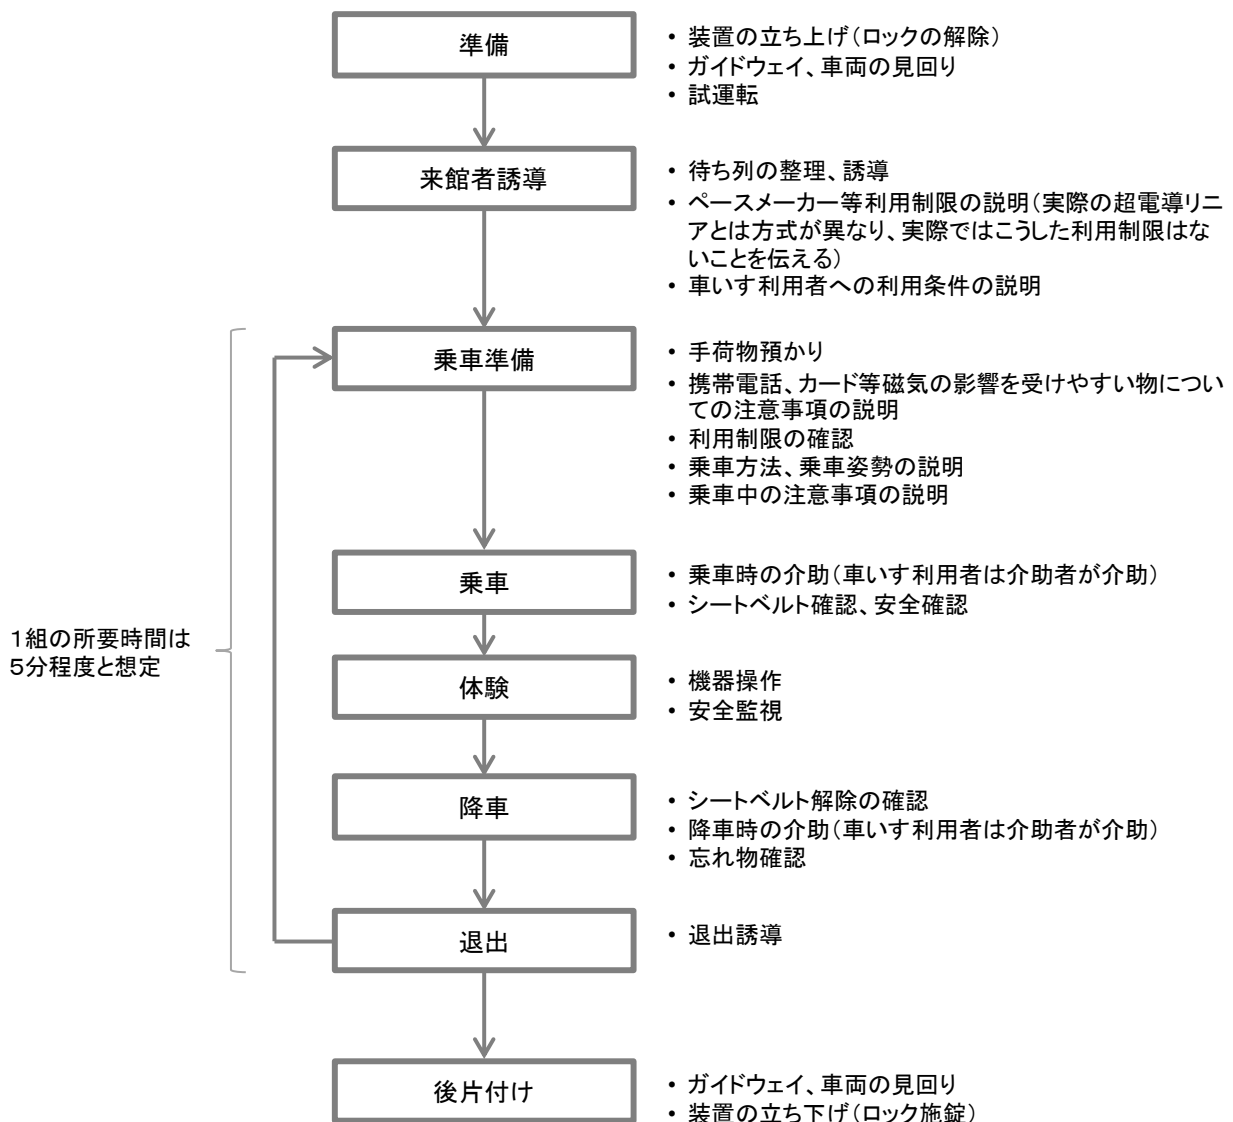 準備
• 装置の立ち上げ（ロックの解除）
• ガイドウェイ、車両の見回り
• 試運転
来館者誘導
• 待ち列の整理、誘導
• ペースメーカー等利用制限の説明（実際の超電導リニ
アとは方式が異なり、実際ではこうした利用制限はな
いことを伝える）
• 車いす利用者への利用条件の説明
乗車準備
• 手荷物預かり
• 携帯電話、カード等磁気の影響を受けやすい物につい
ての注意事項の説明
• 利用制限の確認
• 乗車方法、乗車姿勢の説明
• 乗車中の注意事項の説明
乗車
• 乗車時の介助（車いす利用者は介助者が介助）
• シートベルト確認、安全確認
1組の所要時間は
5分程度と想定
体験
• 機器操作
• 安全監視
降車
• シートベルト解除の確認
• 降車時の介助（車いす利用者は介助者が介助）
• 忘れ物確認
退出
• 退出誘導
後片付け
• ガイドウェイ、車両の見回り
• 装置の立ち下げ（ロック施錠）